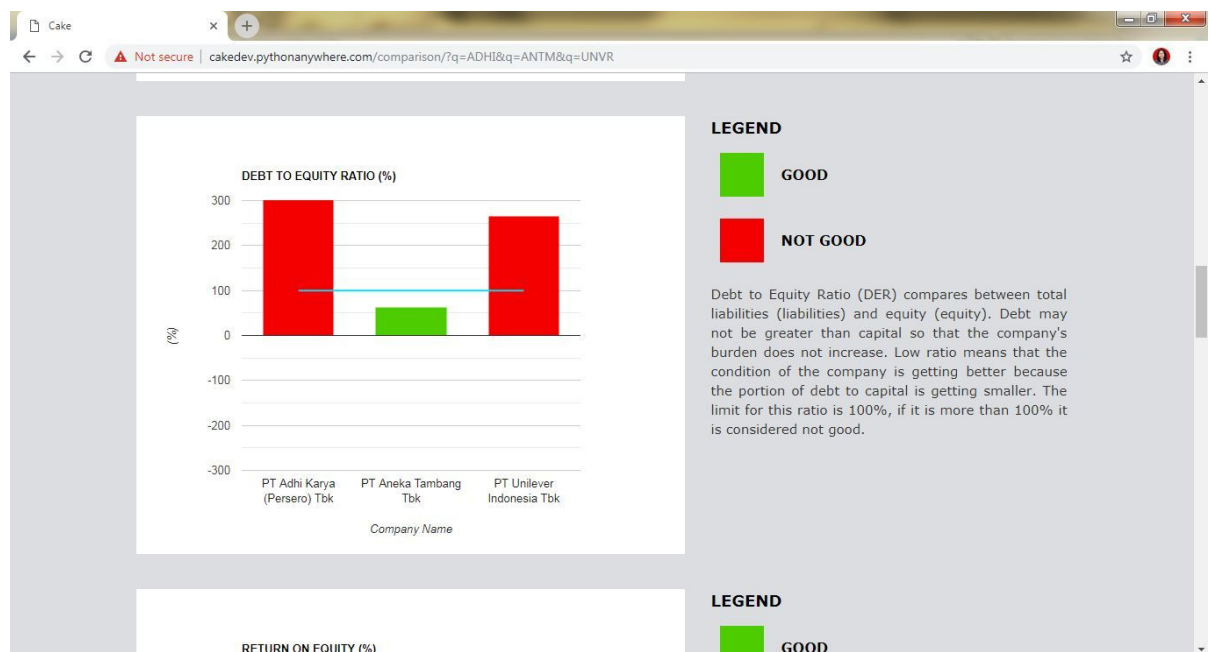 Cake
Not secure | cakedev.pythonanywhere.com/comparison/?q=ADHI&q=ANTM&q=UNVR
DEBT TO EQUITY RATIO (%)
300
200
100
0
-100
-200
-300
(%)
PT Adhi Karya
(Persero) Tbk
PT Aneka Tambang
Tbk
PT Unilever
Indonesia Tbk
Company Name
LEGEND
GOOD
NOT GOOD
Debt to Equity Ratio (DER) compares between total
liabilities (liabilities) and equity (equity). Debt may
not be greater than capital so that the company's
burden does not increase. Low ratio means that the
condition of the company is getting better because
the portion of debt to capital is getting smaller. The
limit for this ratio is 100%, if it is more than 100% it
is considered not good.
RETURN ON EQUITY (%)
LEGEND
GOOD